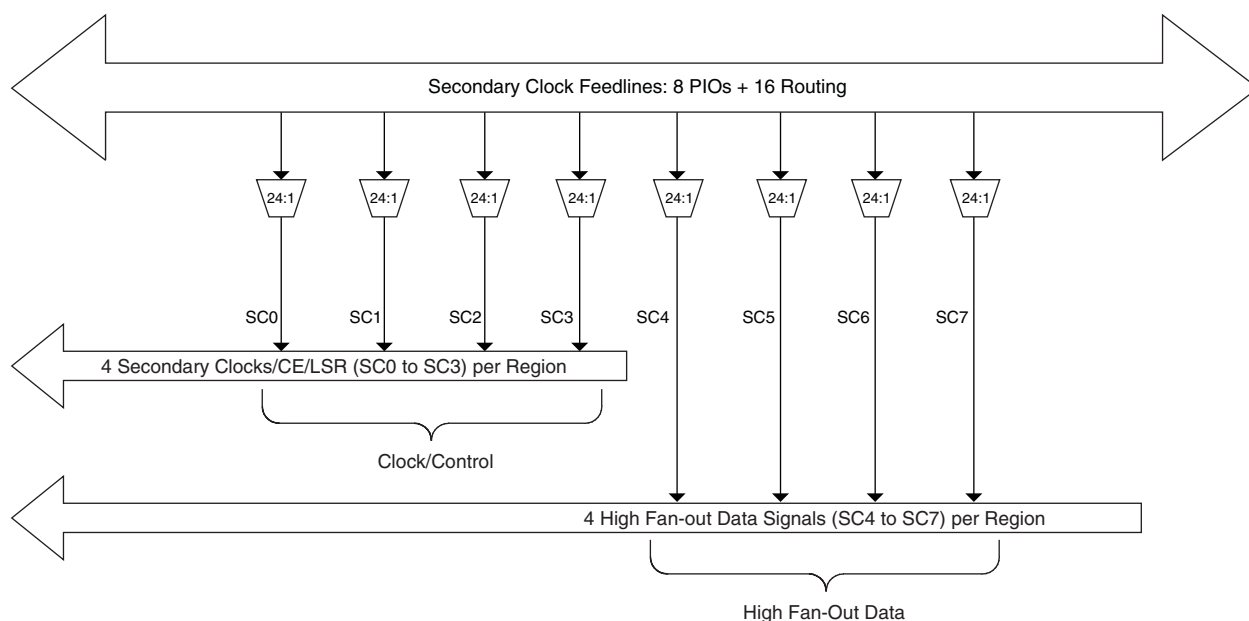 Secondary Clock Feedlines: 8 PIOs + 16 Routing
24:1 24:1 24:1 24:1 24:1 24:1 24:1 24:1
SC0 SC1 SC2 SC3 SC4 SC5 SC6 SC7
4 Secondary Clocks/CE/LSR (SC0 to SC3) per Region
Clock/Control
4 High Fan-out Data Signals (SC4 to SC7) per Region
High Fan-Out Data